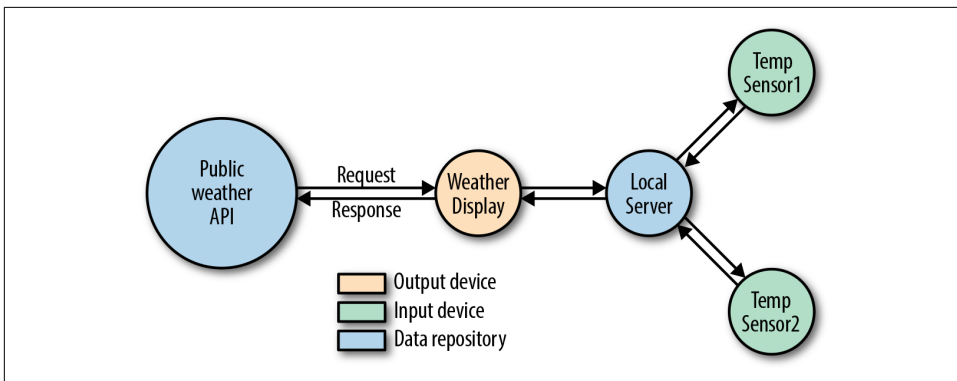 Public
weather
API
Request
Response
Weather
Display
Local
Server
Temp
Sensor1
Temp
Sensor2
Output device
Input device
Data repository